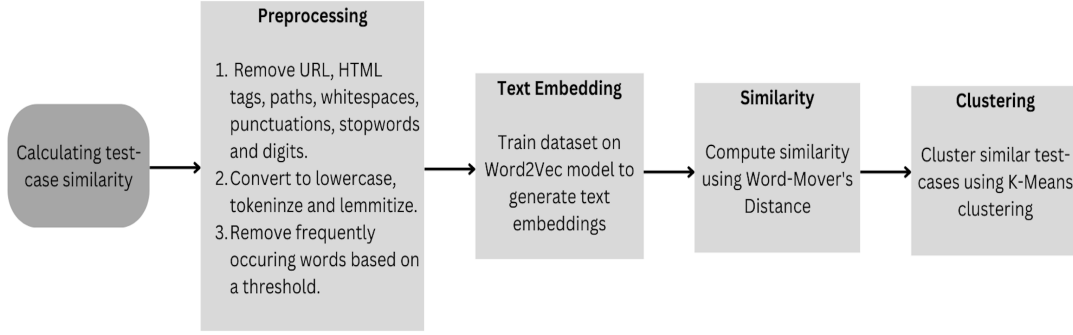 Calculating test-
case similarity
Preprocessing
1. Remove URL, HTML
tags, paths, whitespaces,
punctuations, stopwords
and digits.
2. Convert to lowercase,
tokeninze and lemmitize.
3. Remove frequently
occuring words based on
a threshold.
Text Embedding
Train dataset on
Word2Vec model to
generate text
embeddings
Similarity
Compute similarity
using Word-Mover's
Distance
Clustering
Cluster similar test-
cases using K-Means
clustering